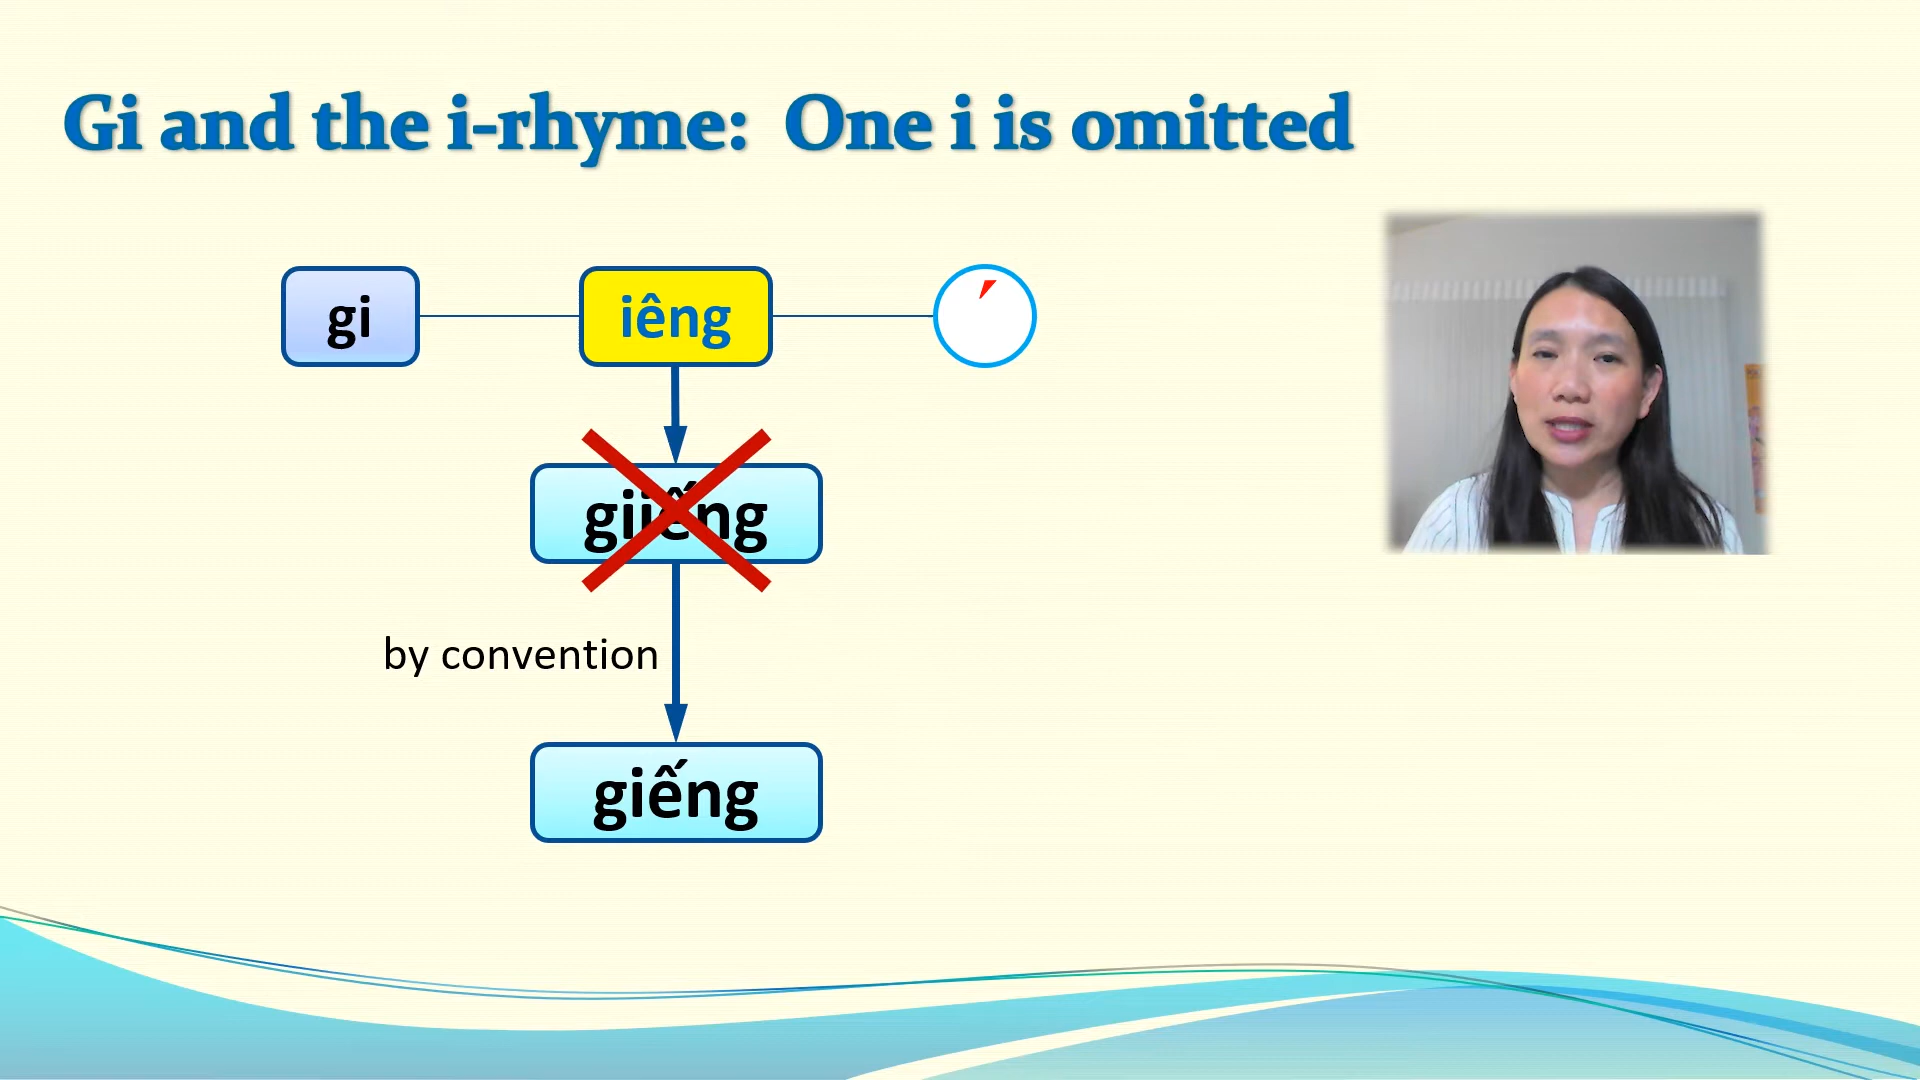 Gi and the i-rhyme: One i is omitted
gi iêng ´
giiếng
by convention
giếng